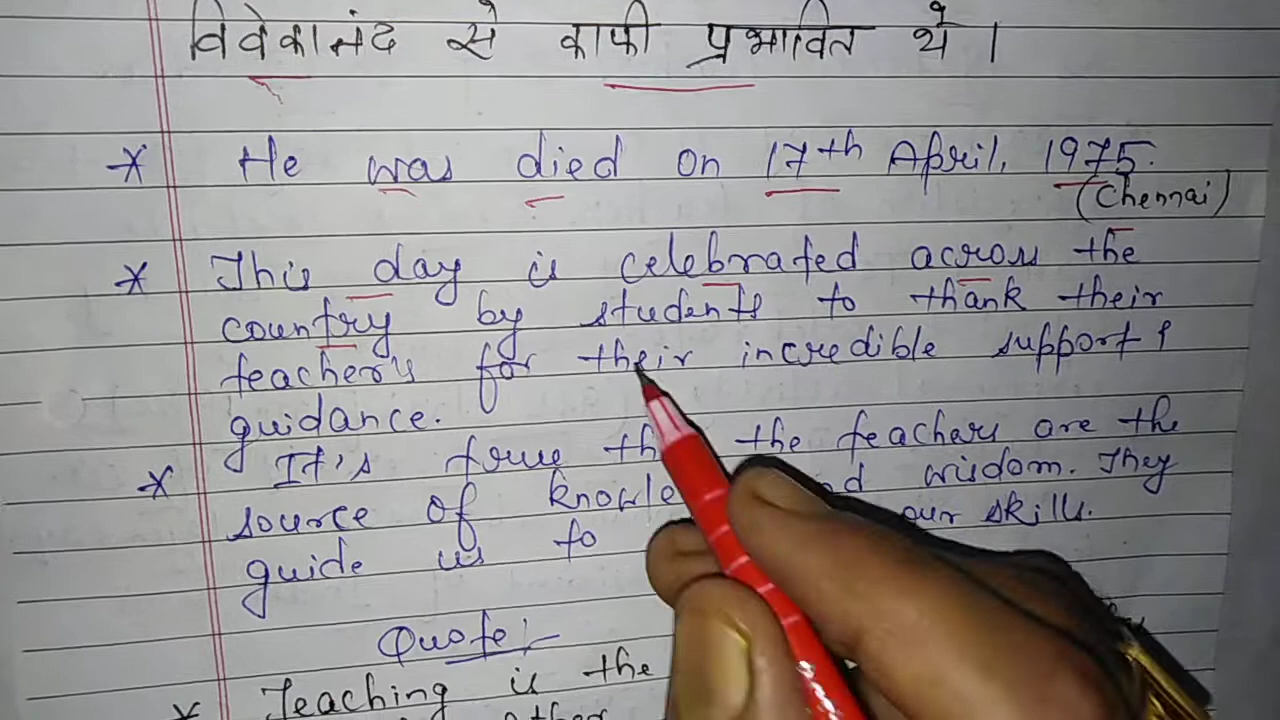 विवेकानंद से काफी प्रभावित थे।
* He was died on 17th April, 1975.
(Chennai)
* This day is celebrated across the
country by students to thank their
teacher's for their incredible support &
guidance.
* It's true the teachers are the
source of wisdom. They
guide us to our skills.
Quote:-
* Teaching is the
other